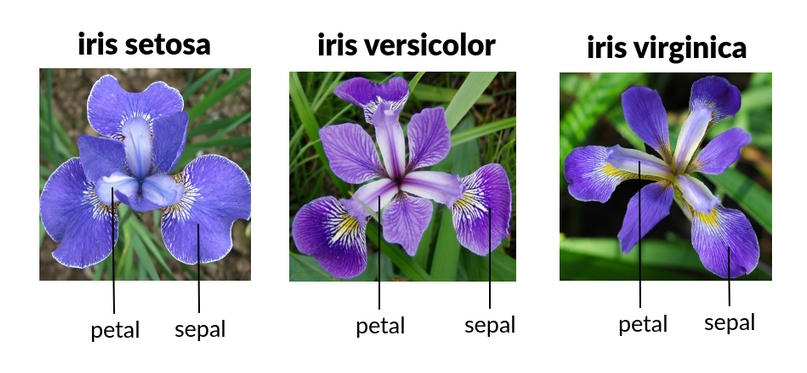 iris setosa
iris versicolor
iris virginica
petal
sepal
petal
sepal
petal
sepal